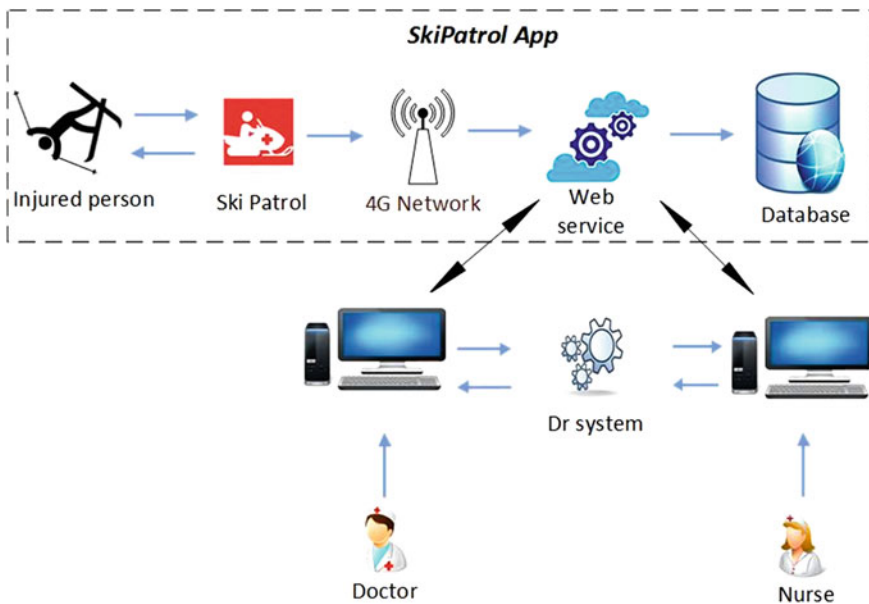 SkiPatrol App
Injured person
Ski Patrol
4G Network
Web
service
Database
Dr system
Doctor
Nurse